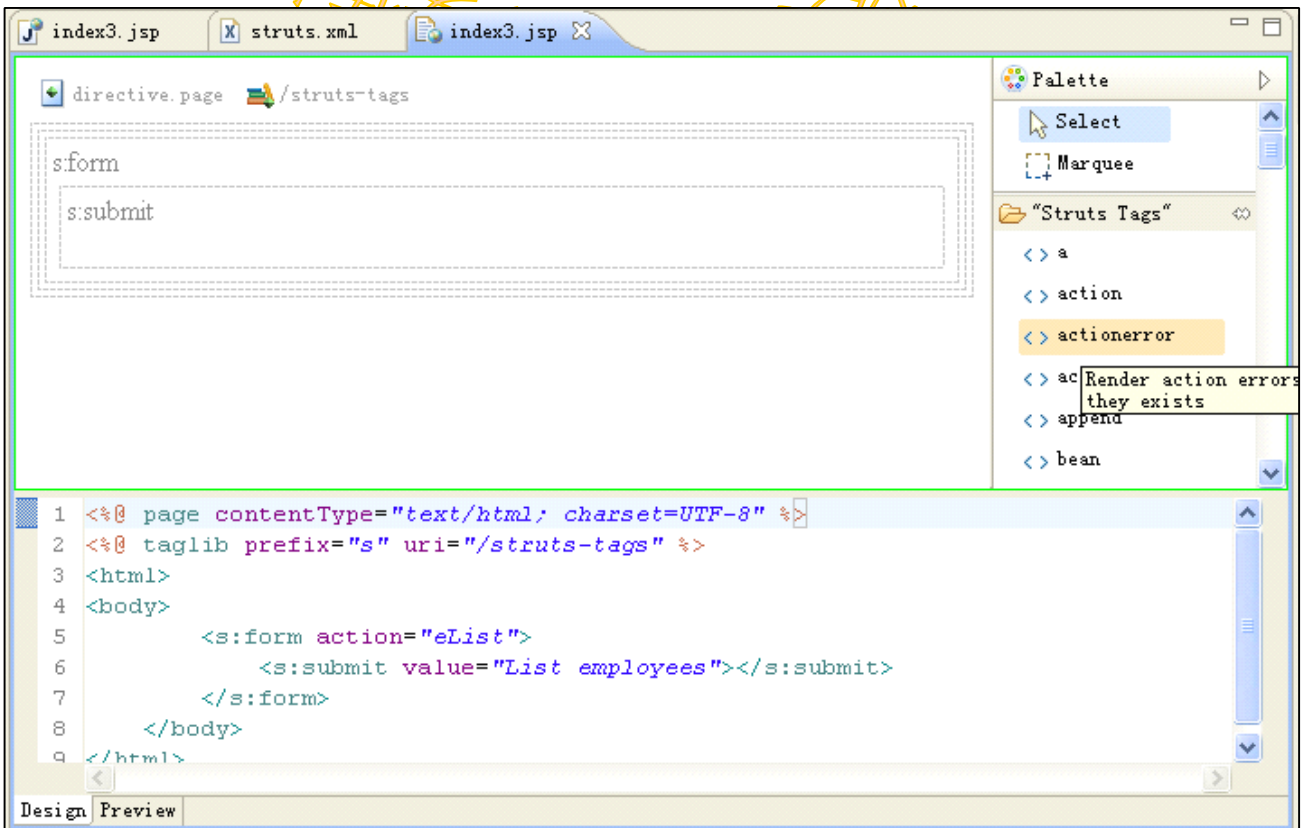 index3.jsp struts.xml index3.jsp
directive.page /struts-tags
s:form
s:submit
Palette
Select
Marquee
"Struts Tags"
<> a
<> action
<> actionerror
<> ac
Render action errors
they exists
<> append
<> bean
1 <%@ page contentType="text/html; charset=UTF-8" %>
2 <%@ taglib prefix="s" uri="/struts-tags" %>
3 <html>
4 <body>
5 <s:form action="eList">
6 <s:submit value="List employees"></s:submit>
7 </s:form>
8 </body>
9 </html>
Design Preview